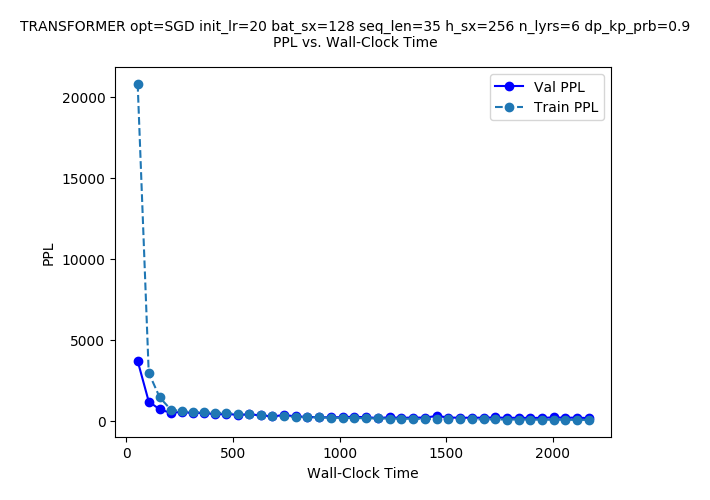 TRANSFORMER opt=SGD init_lr=20 bat_sx=128 seq_len=35 h_sx=256 n_lyrs=6 dp_kp_prb=0.9
PPL vs. Wall-Clock Time
Val PPL
Train PPL
20000
15000
10000
5000
0
PPL
0
500
1000
1500
2000
Wall-Clock Time